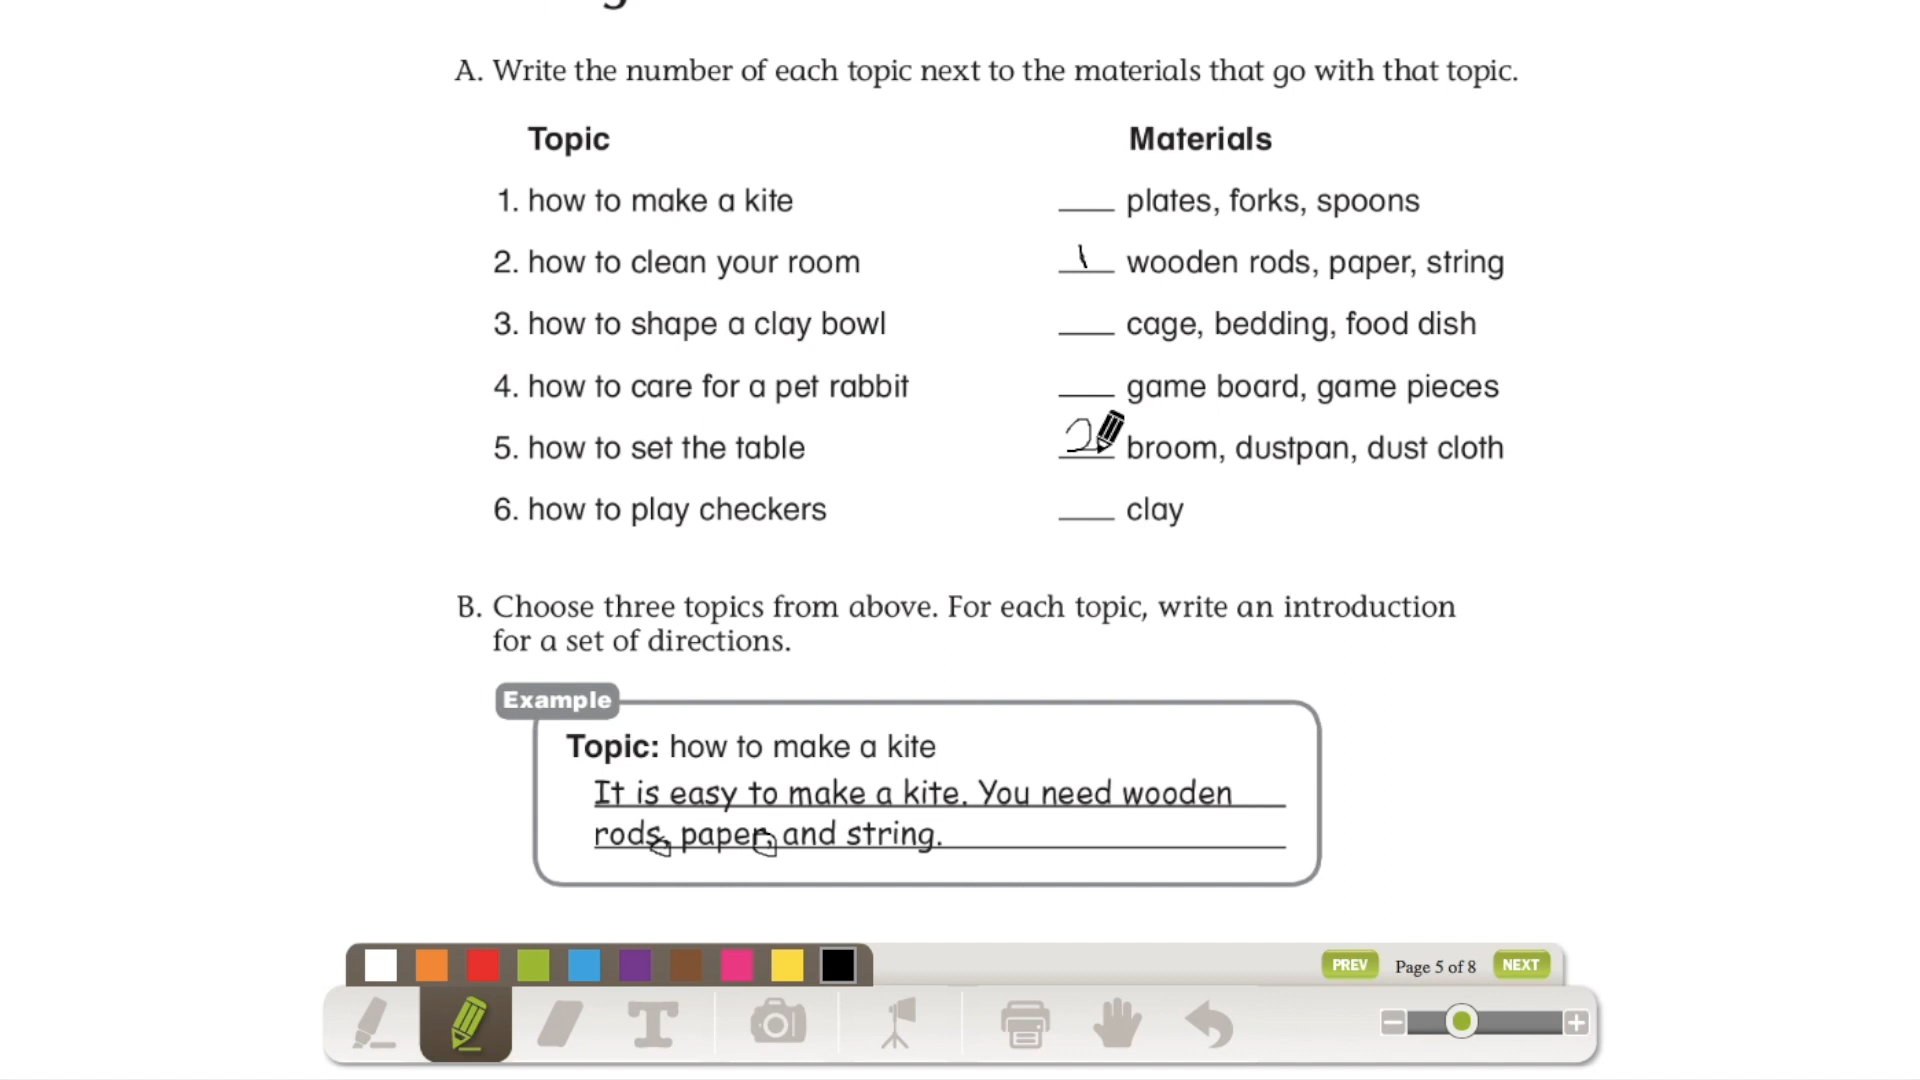 A. Write the number of each topic next to the materials that go with that topic.
Topic
Materials
1. how to make a kite
____ plates, forks, spoons
2. how to clean your room
1 wooden rods, paper, string
3. how to shape a clay bowl
____ cage, bedding, food dish
4. how to care for a pet rabbit
____ game board, game pieces
5. how to set the table
2 broom, dustpan, dust cloth
6. how to play checkers
____ clay
B. Choose three topics from above. For each topic, write an introduction
for a set of directions.
Example
Topic: how to make a kite
It is easy to make a kite. You need wooden
rods, paper, and string.
PREV Page 5 of 8 NEXT